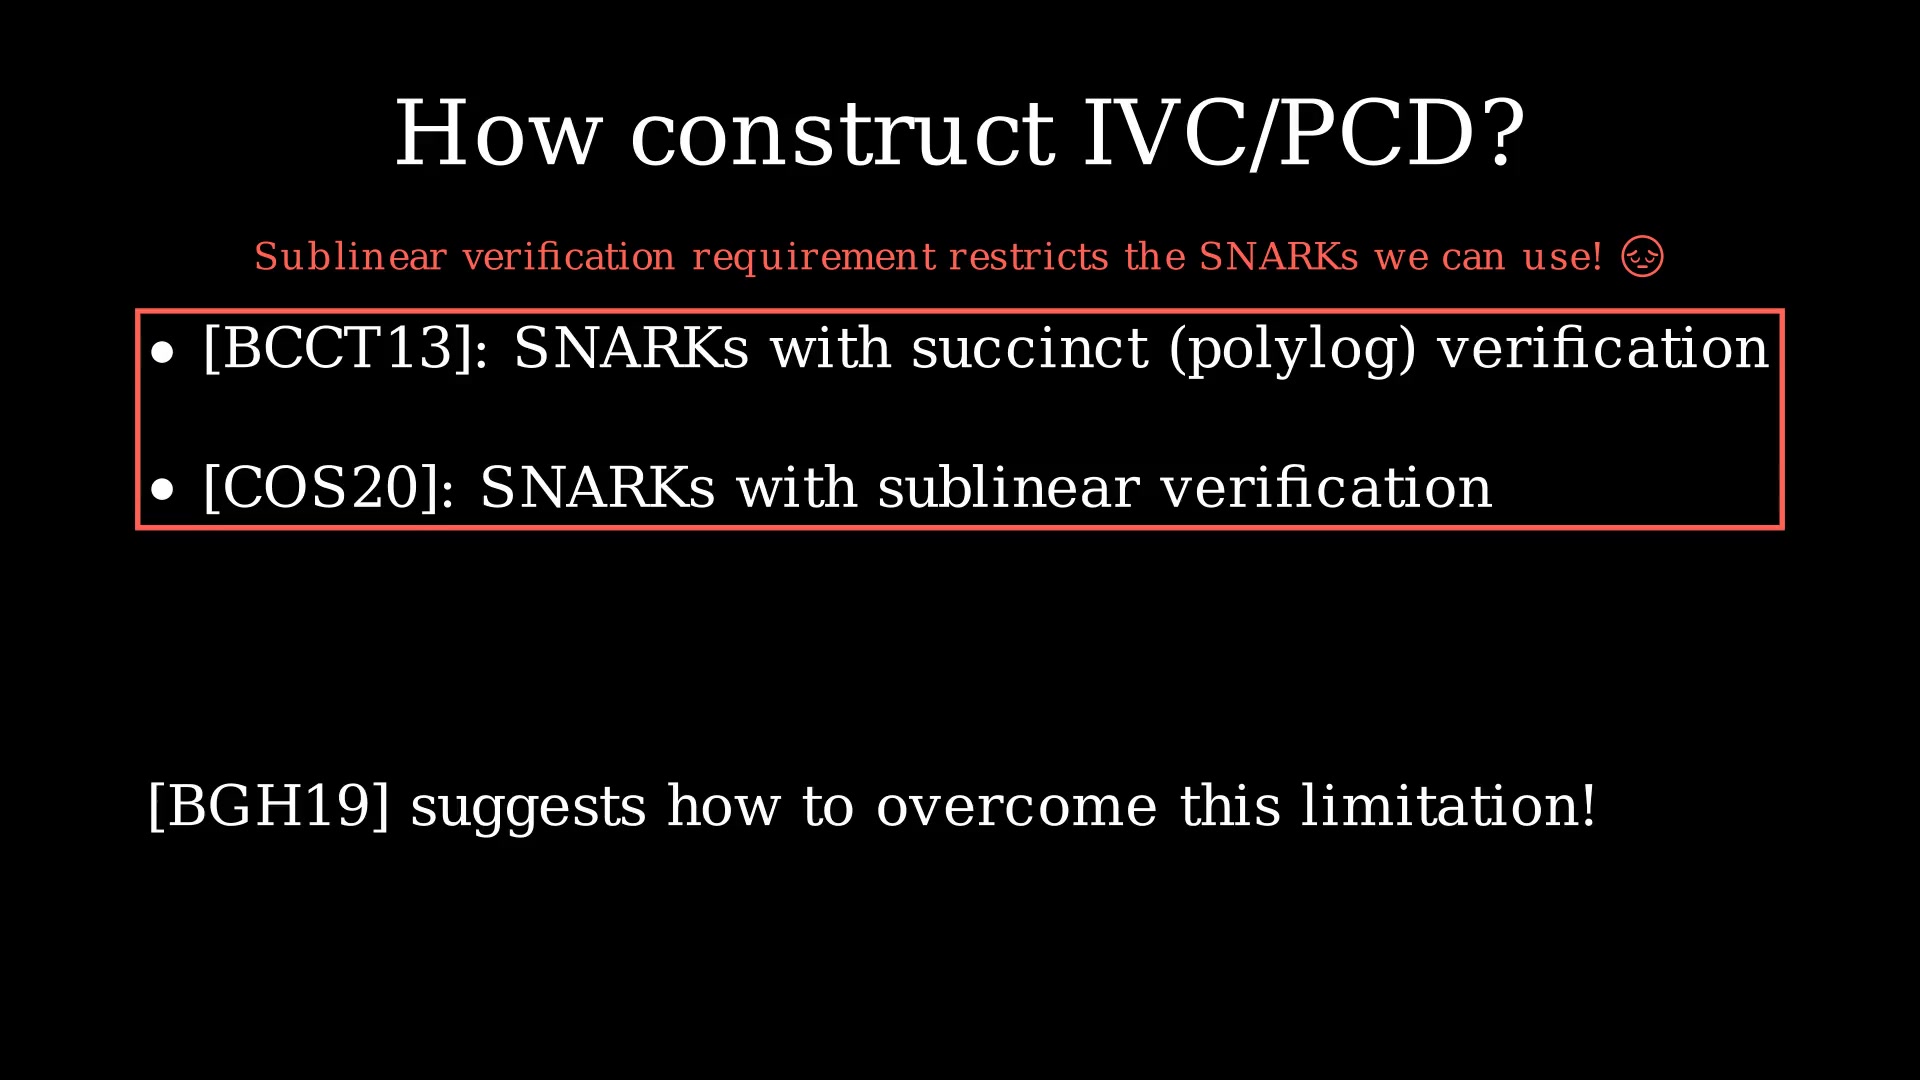 How construct IVC/PCD?
Sublinear verification requirement restricts the SNARKs we can use! 😔
• [BCCT13]: SNARKs with succinct (polylog) verification
• [COS20]: SNARKs with sublinear verification
[BGH19] suggests how to overcome this limitation!